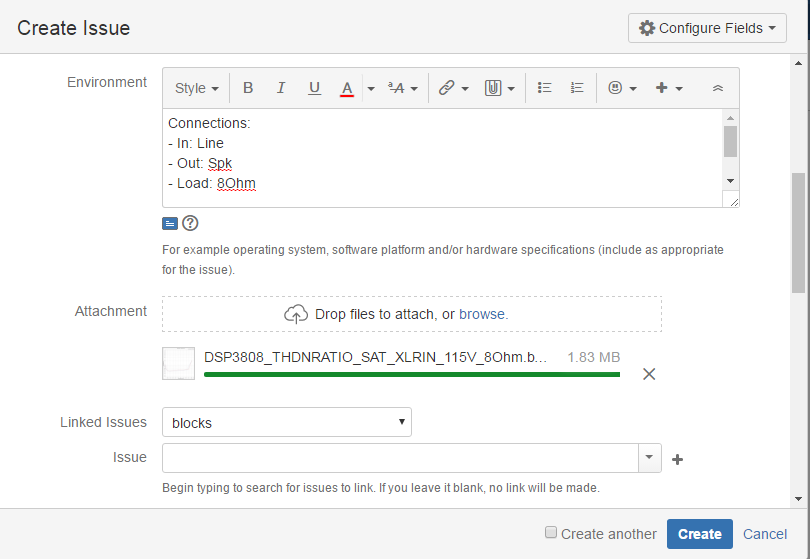 Create Issue
Configure Fields
Environment
Style B I U A ªA
Connections:
- In: Line
- Out: Spk
- Load: 8Ohm
For example operating system, software platform and/or hardware specifications (include as appropriate
for the issue).
Attachment
Drop files to attach, or browse.
DSP3808_THDNRATIO_SAT_XLRIN_115V_8Ohm.b... 1.83 MB
Linked Issues
blocks
Issue
Begin typing to search for issues to link. If you leave it blank, no link will be made.
Create another Create Cancel